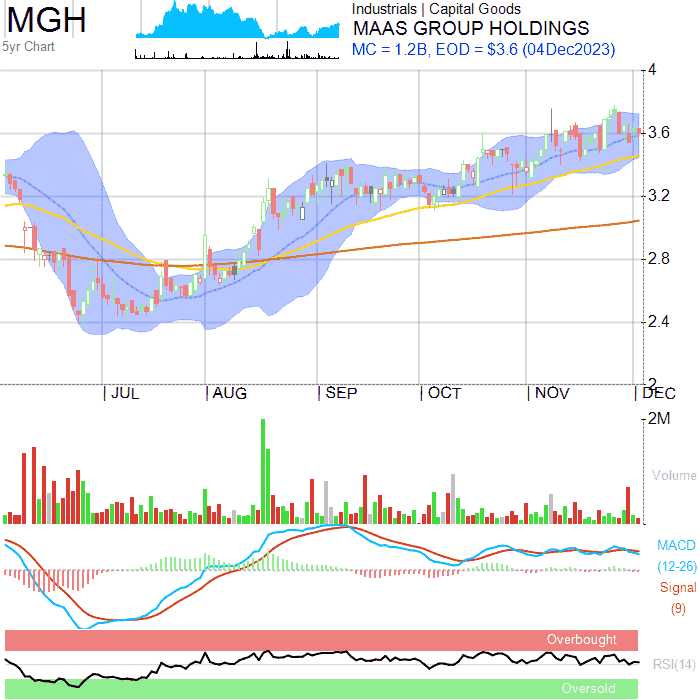 MGH
5yr Chart
Industrials | Capital Goods
MAAS GROUP HOLDINGS
MC = 1.2B, EOD = $3.6 (04Dec2023)
4
3.6
3.2
2.8
2.4
2
JUL AUG SEP OCT NOV DEC
2M
Volume
MACD
(12-26)
Signal
(9)
Overbought
RSI(14)
Oversold